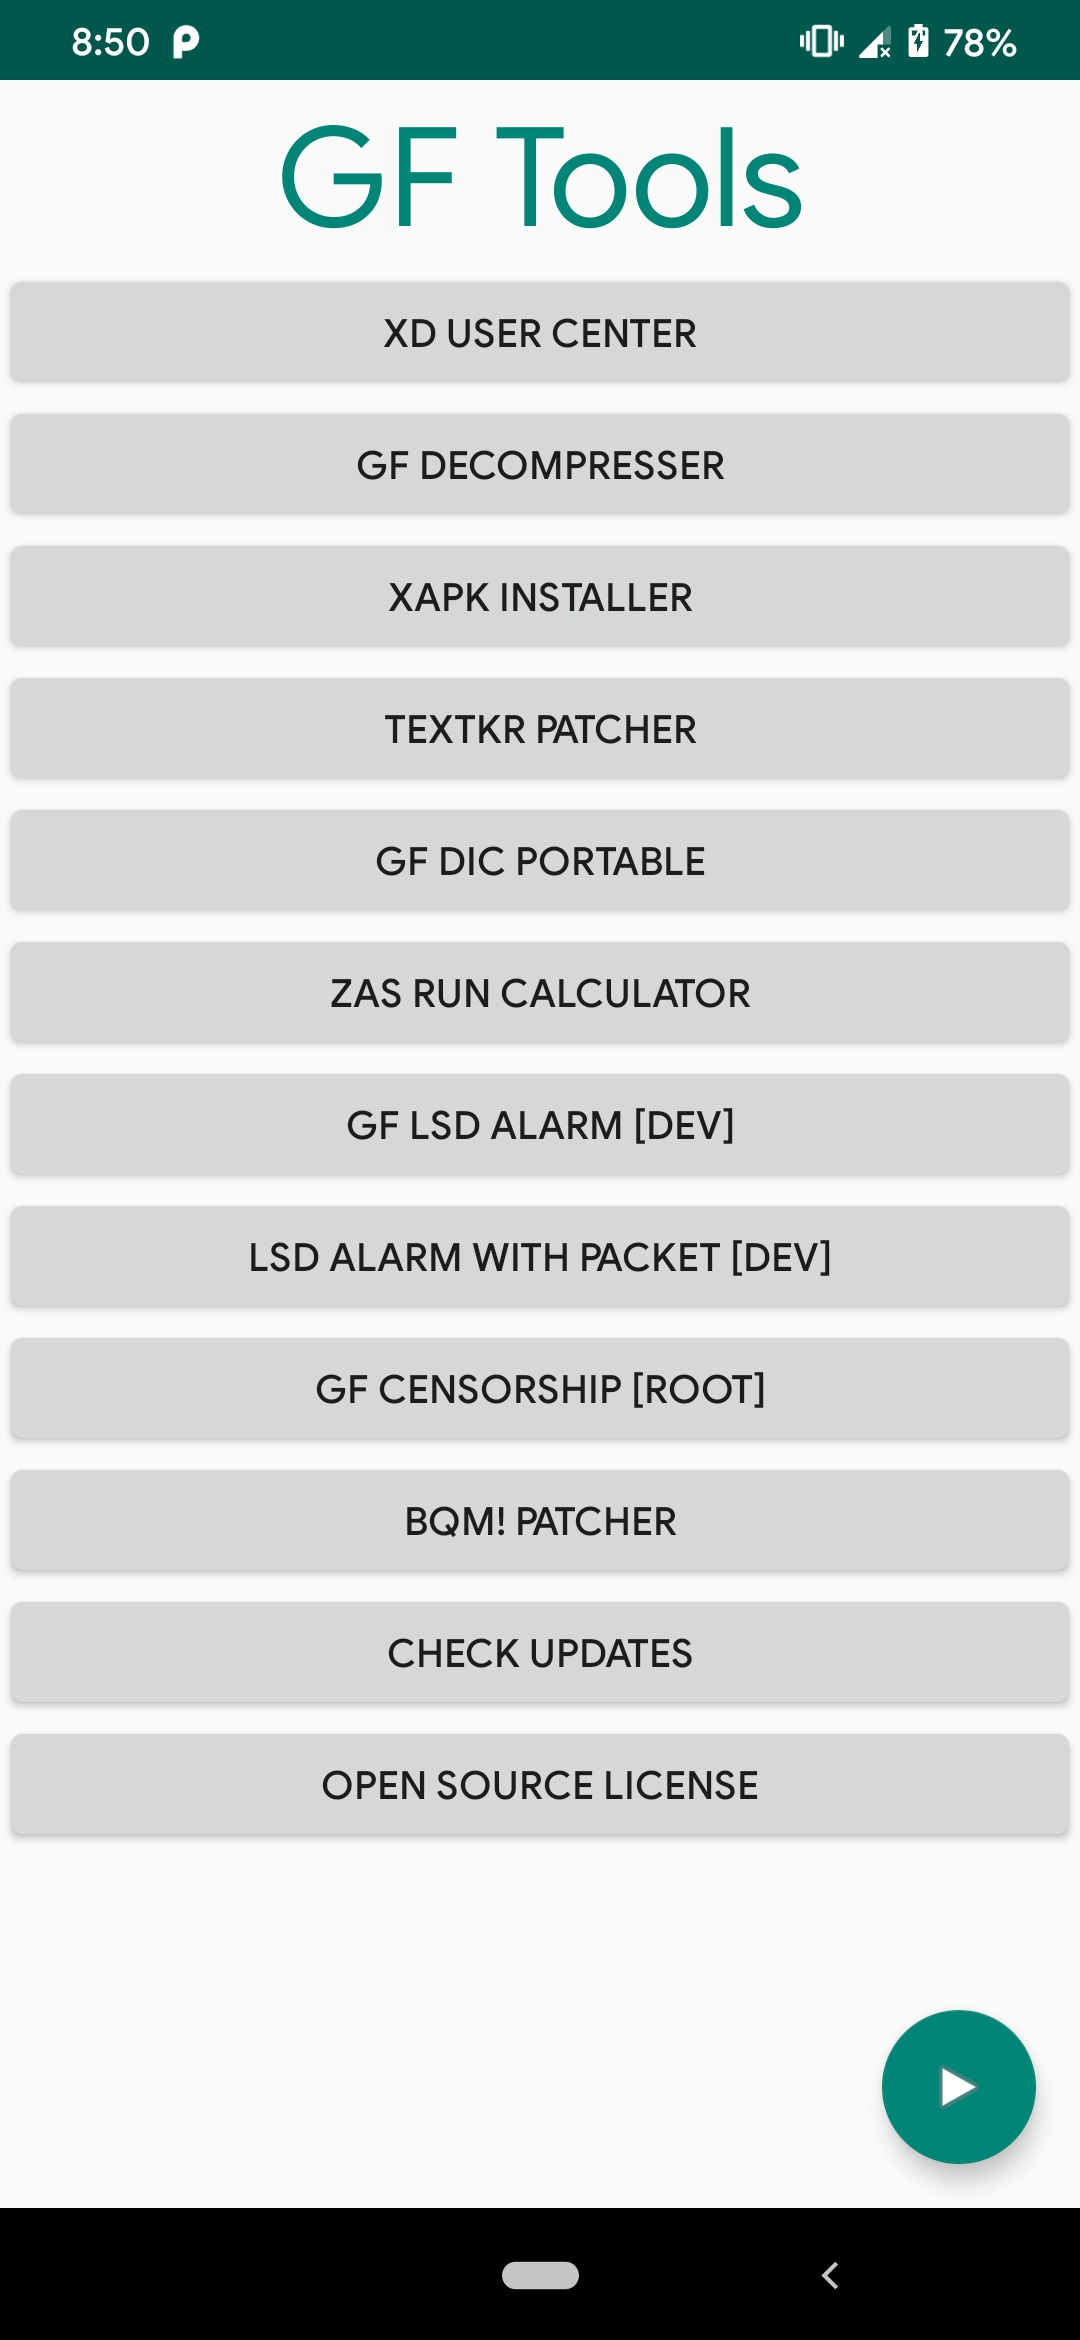 8:50 78%
GF Tools
XD USER CENTER
GF DECOMPRESSER
XAPK INSTALLER
TEXTKR PATCHER
GF DIC PORTABLE
ZAS RUN CALCULATOR
GF LSD ALARM [DEV]
LSD ALARM WITH PACKET [DEV]
GF CENSORSHIP [ROOT]
BQM! PATCHER
CHECK UPDATES
OPEN SOURCE LICENSE